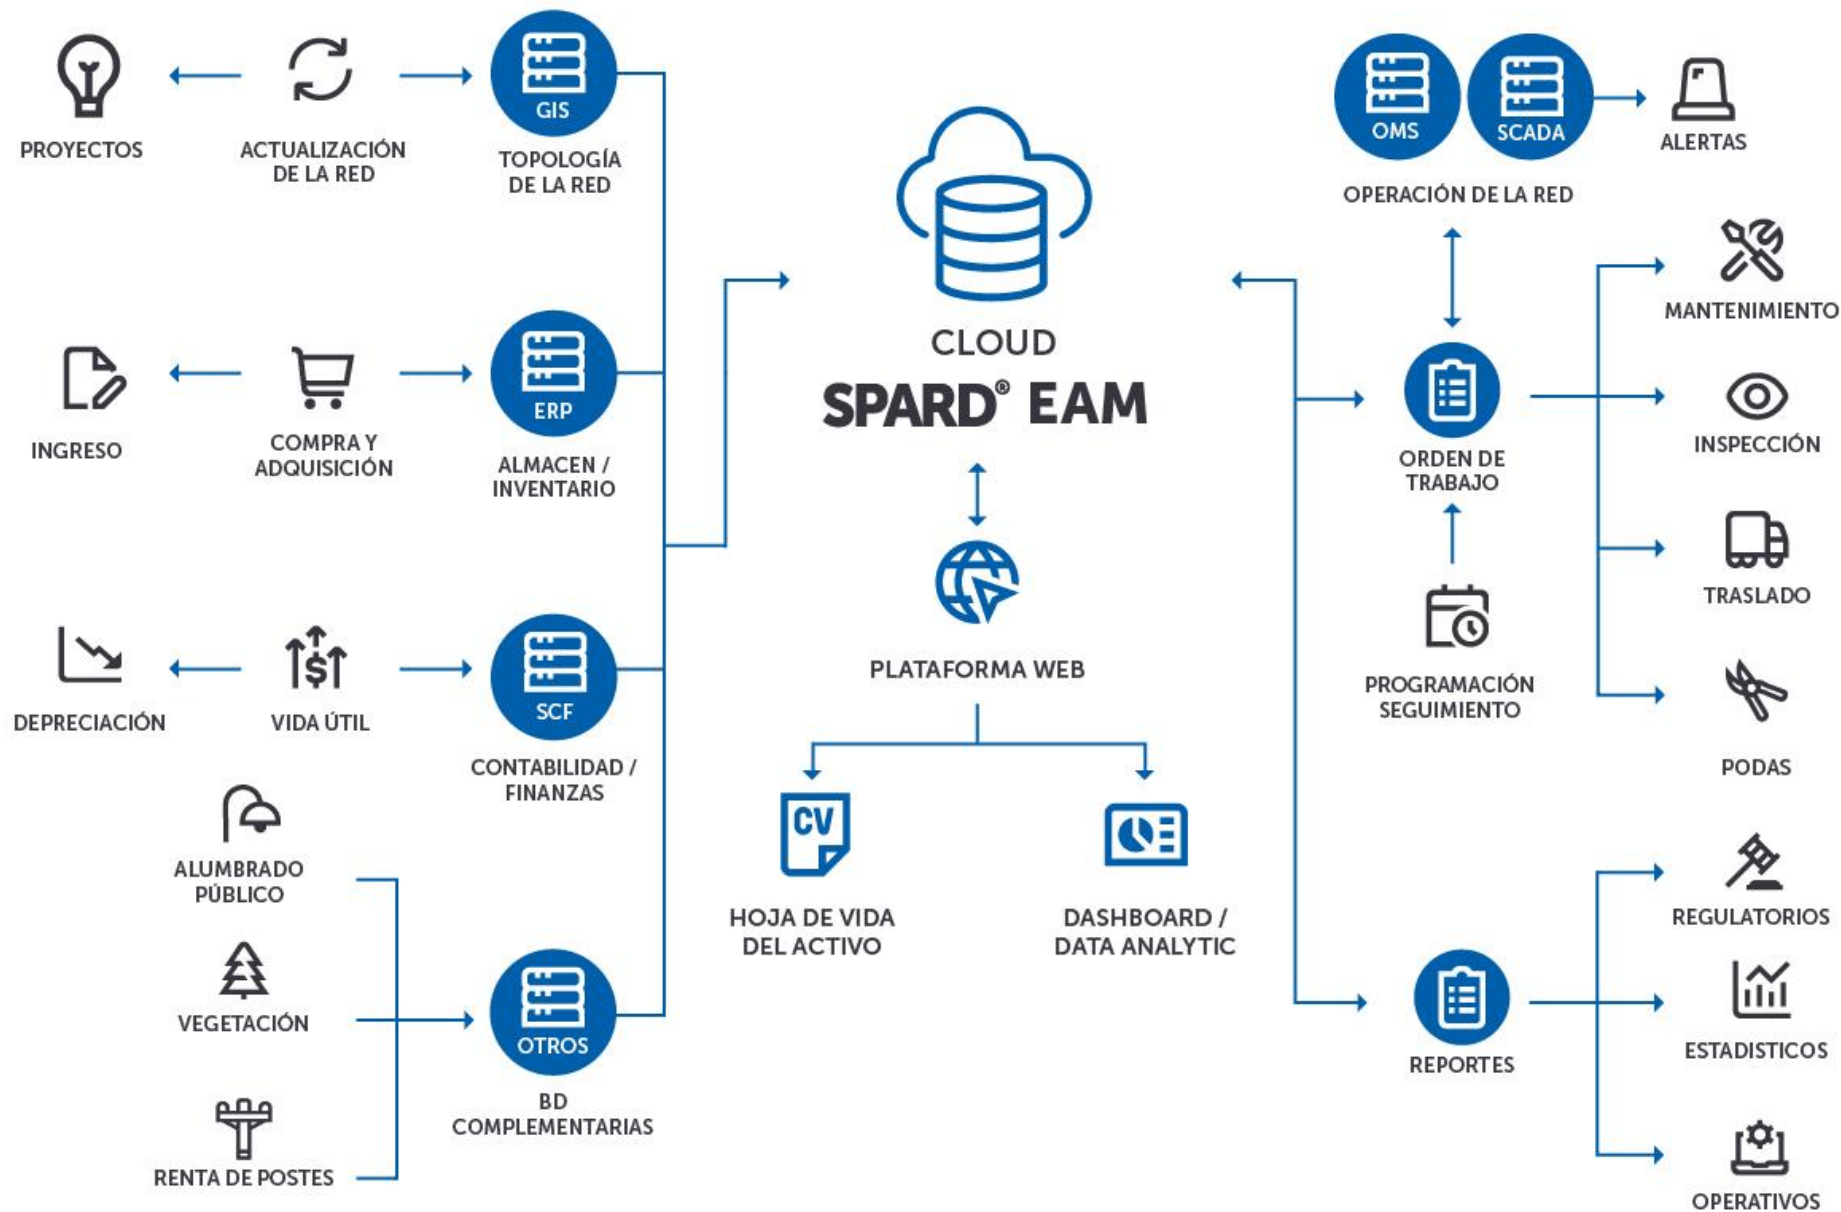 PROYECTOS
ACTUALIZACIÓN
DE LA RED
GIS
TOPOLOGÍA
DE LA RED
INGRESO
COMPRA Y
ADQUISICIÓN
ERP
ALMACEN /
INVENTARIO
DEPRECIACIÓN
VIDA ÚTIL
$
SCF
CONTABILIDAD /
FINANZAS
ALUMBRADO
PÚBLICO
VEGETACIÓN
RENTA DE POSTES
OTROS
BD
COMPLEMENTARIAS
CLOUD
SPARD® EAM
PLATAFORMA WEB
CV
HOJA DE VIDA
DEL ACTIVO
DASHBOARD /
DATA ANALYTIC
OMS
SCADA
OPERACIÓN DE LA RED
ALERTAS
ORDEN DE
TRABAJO
PROGRAMACIÓN
SEGUIMIENTO
MANTENIMIENTO
INSPECCIÓN
TRASLADO
PODAS
REPORTES
REGULATORIOS
ESTADISTICOS
OPERATIVOS